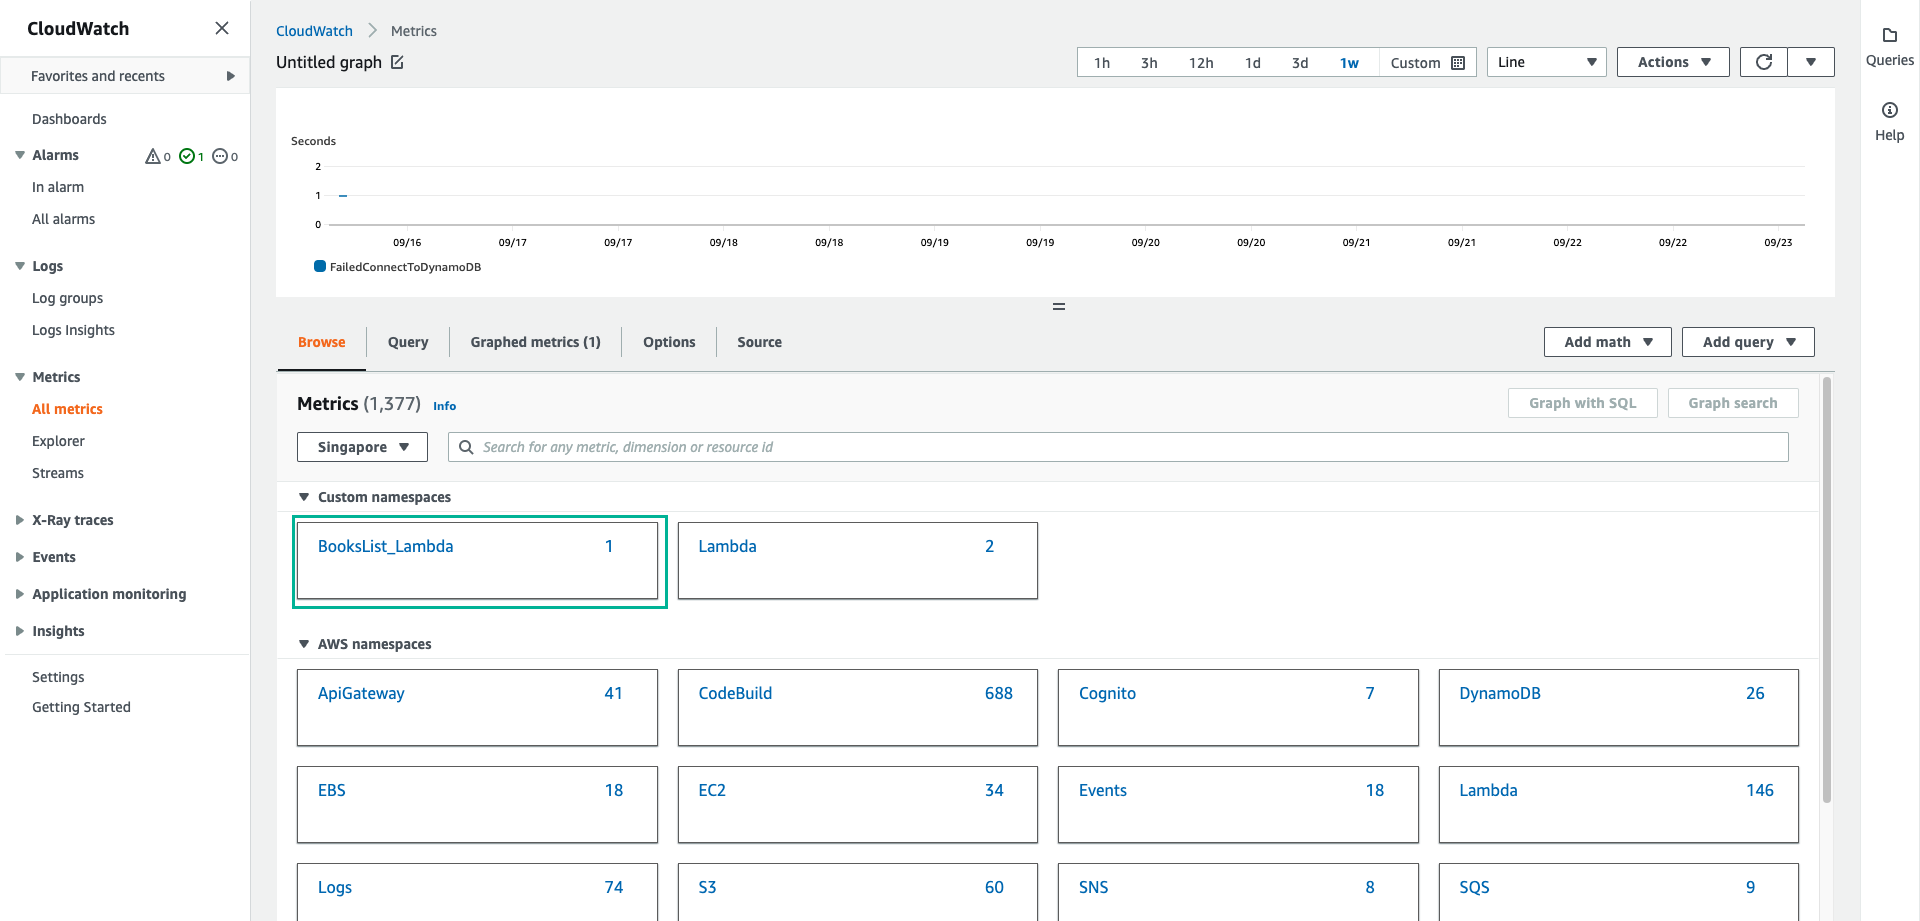 CloudWatch
Favorites and recents
Dashboards
Alarms 0 1 0
In alarm
All alarms
Logs
Log groups
Logs Insights
Metrics
All metrics
Explorer
Streams
X-Ray traces
Events
Application monitoring
Insights
Settings
Getting Started
CloudWatch Metrics
Untitled graph
1h 3h 12h 1d 3d 1w Custom Line Actions
Seconds
2
1
0
09/16 09/17 09/17 09/18 09/18 09/19 09/19 09/20 09/20 09/21 09/21 09/22 09/22 09/23
FailedConnectToDynamoDB
Browse Query Graphed metrics (1) Options Source Add math Add query
Metrics (1,377) Info Graph with SQL Graph search
Singapore Search for any metric, dimension or resource id
Custom namespaces
BooksList_Lambda 1 Lambda 2
AWS namespaces
ApiGateway 41 CodeBuild 688 Cognito 7 DynamoDB 26
EBS 18 EC2 34 Events 18 Lambda 146
Logs 74 S3 60 SNS 8 SQS 9
Queries
Help